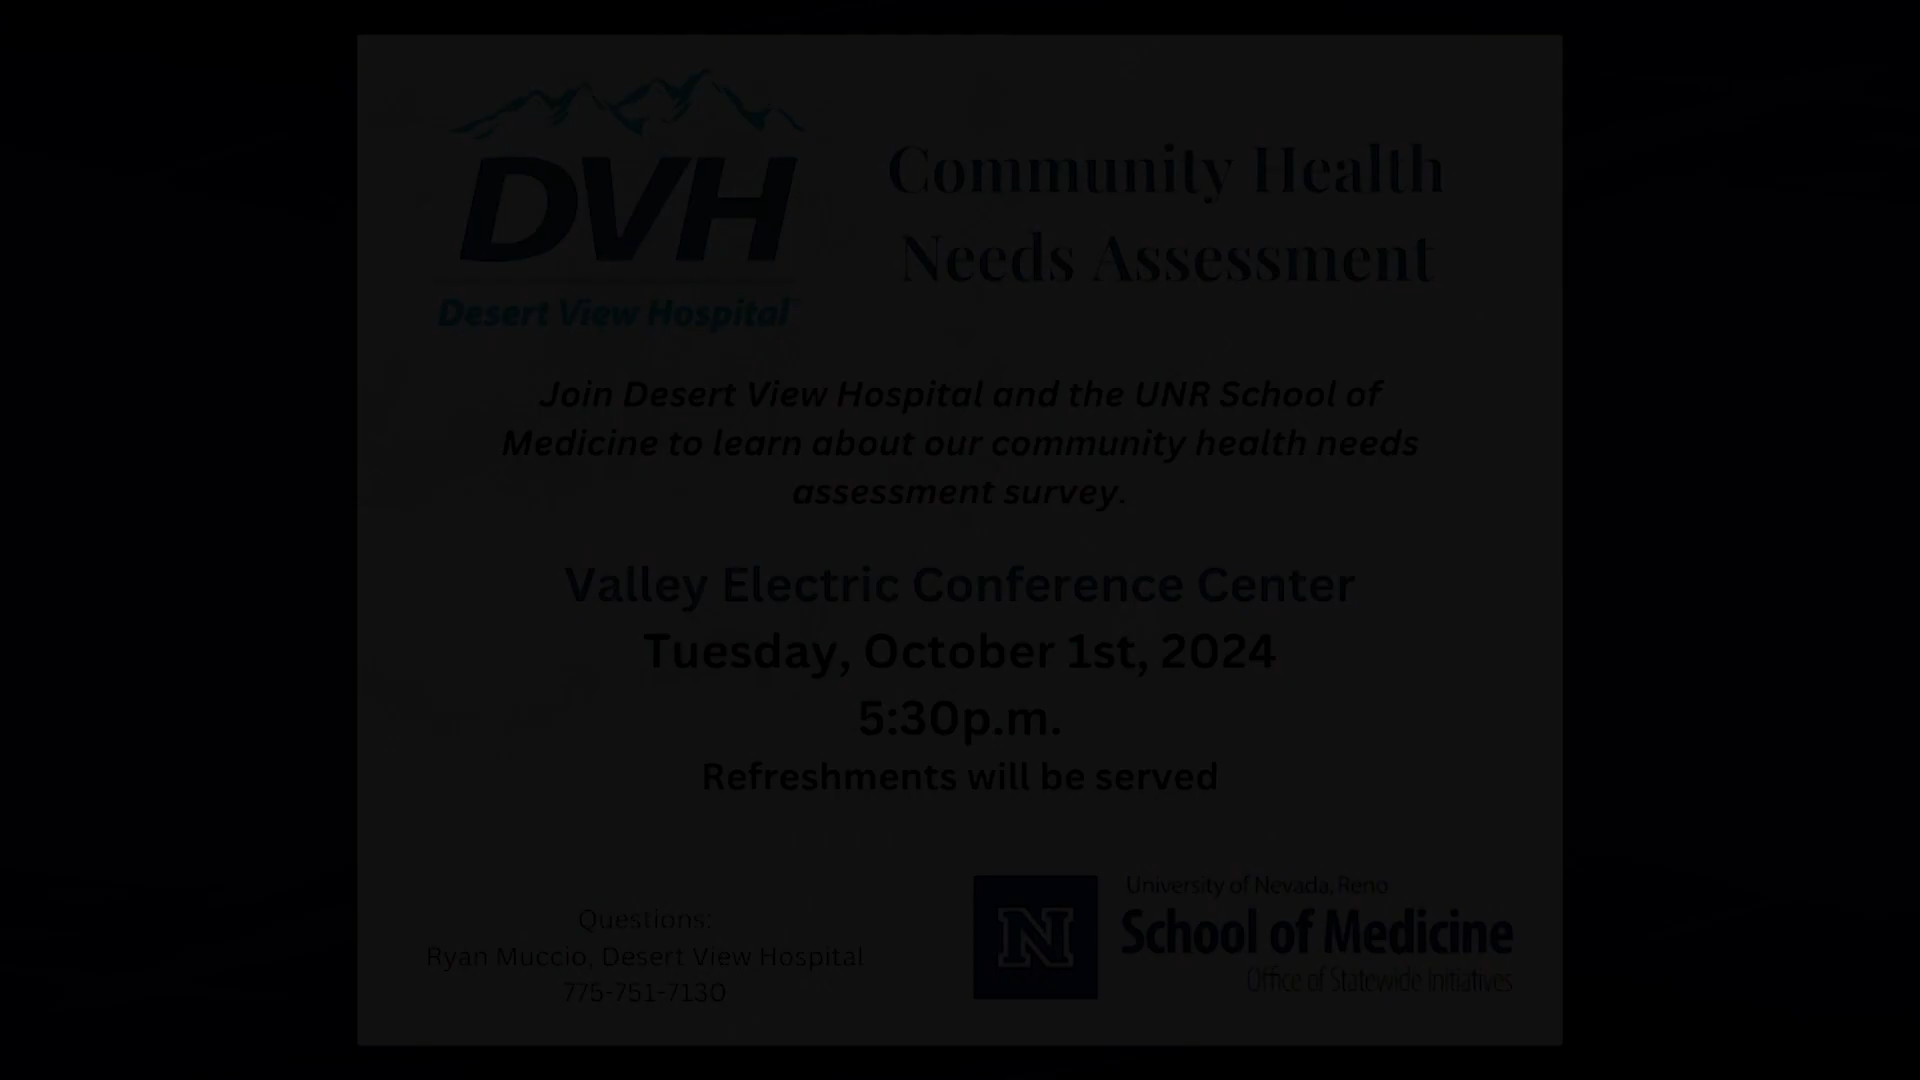 DVH
Desert View Hospital
Community Health
Needs Assessment
Join Desert View Hospital and the UNR School of
Medicine to learn about our community health needs
assessment survey.
Valley Electric Conference Center
Tuesday, October 1st, 2024
5:30p.m.
Refreshments will be served
Questions:
Ryan Muccio, Desert View Hospital
775-751-7130
N
University of Nevada, Reno
School of Medicine
Office of Statewide Initiatives